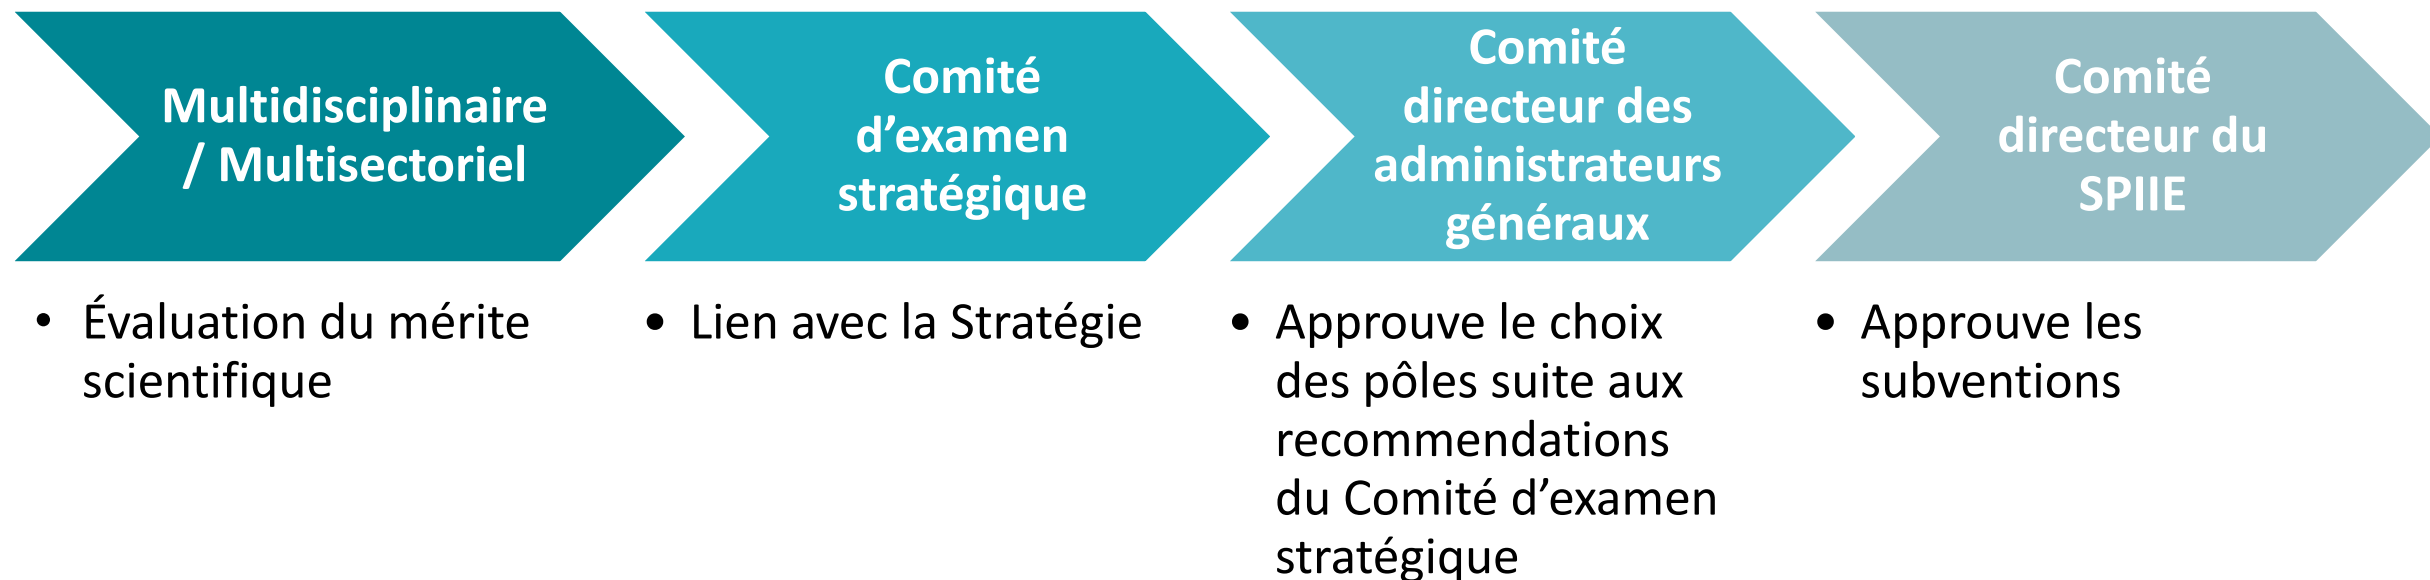 Multidisciplinaire
/ Multisectoriel
• Évaluation du mérite
scientifique
Comité
d’examen
stratégique
• Lien avec la Stratégie
Comité
directeur des
administrateurs
généraux
• Approuve le choix
des pôles suite aux
recommendations
du Comité d’examen
stratégique
Comité
directeur du
SPIIE
• Approuve les
subventions